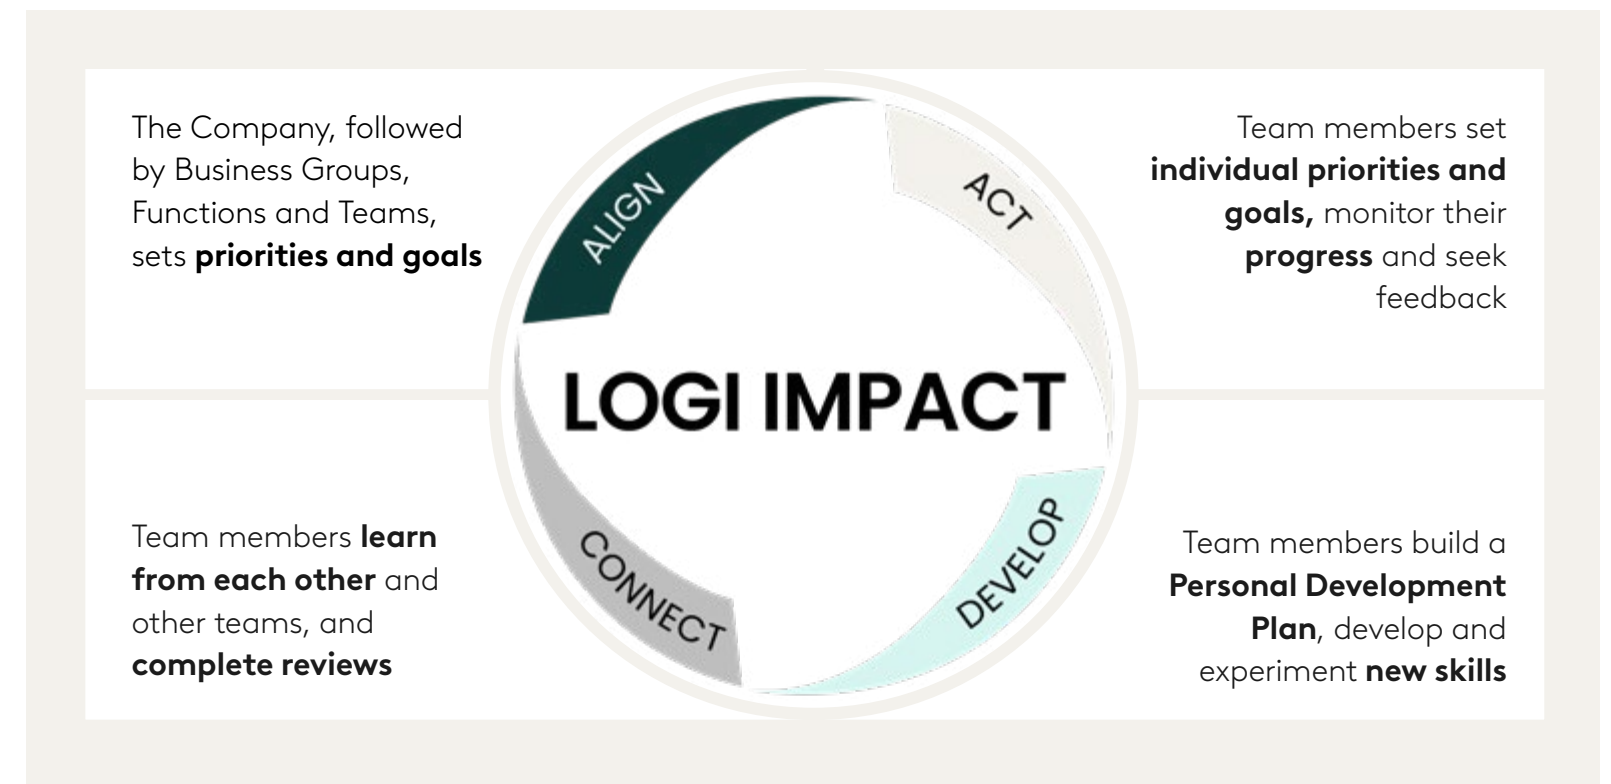 The Company, followed
by Business Groups,
Functions and Teams,
sets priorities and goals
ALIGN
ACT
Team members set
individual priorities and
goals, monitor their
progress and seek
feedback
LOGI IMPACT
Team members learn
from each other and
other teams, and
complete reviews
CONNECT
DEVELOP
Team members build a
Personal Development
Plan, develop and
experiment new skills